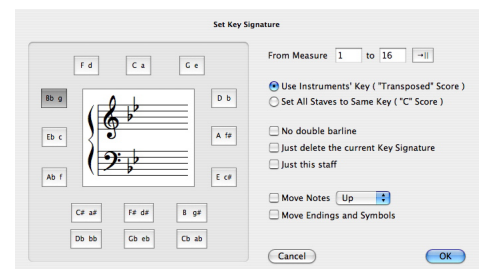 Set Key Signature
From Measure 1 to 16
F d
C a
G e
Bb g
D b
Eb c
A f#
Ab f
E c#
C# a#
F# d#
B g#
Db bb
Gb eb
Cb ab
Use Instruments' Key ( "Transposed" Score )
Set All Staves to Same Key ( "C" Score )
No double barline
Just delete the current Key Signature
Just this staff
Move Notes Up
Move Endings and Symbols
Cancel
OK